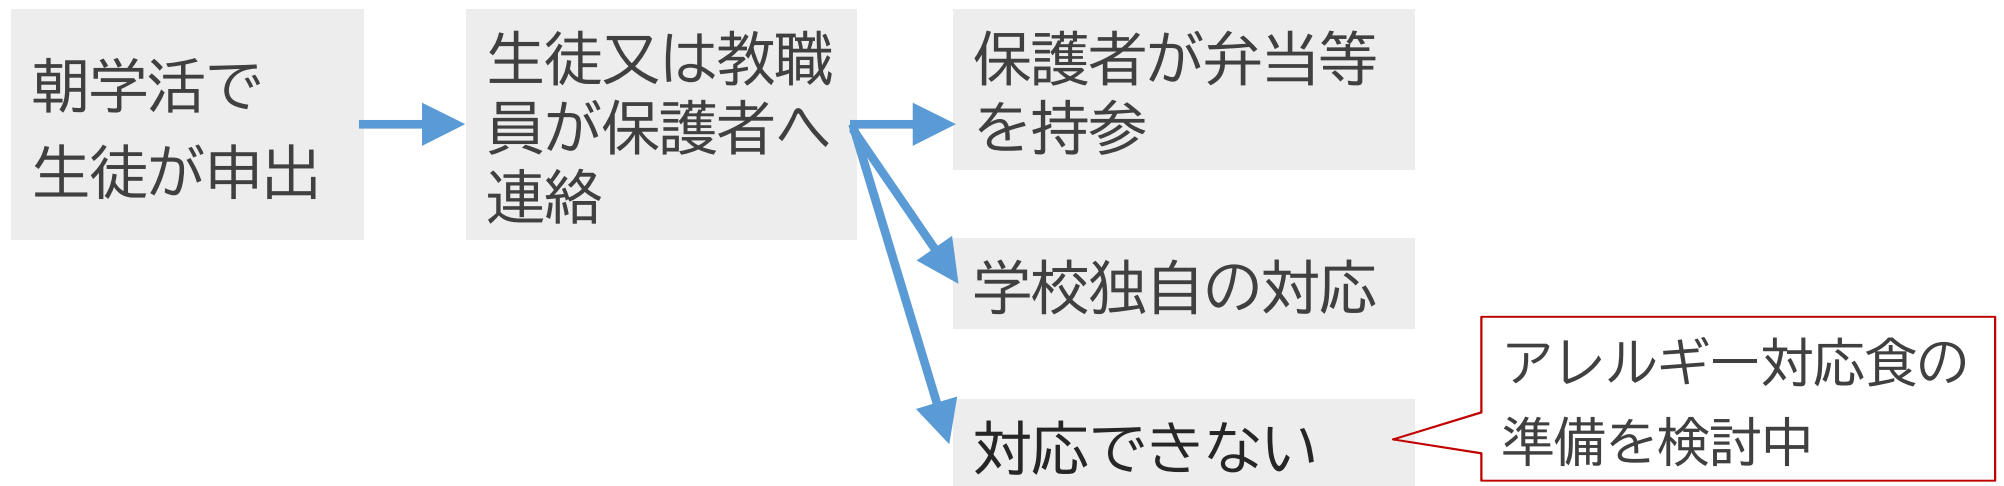 朝学活で
生徒が申出
生徒又は教職
員が保護者へ
連絡
保護者が弁当等
を持参
学校独自の対応
対応できない
アレルギー対応食の
準備を検討中